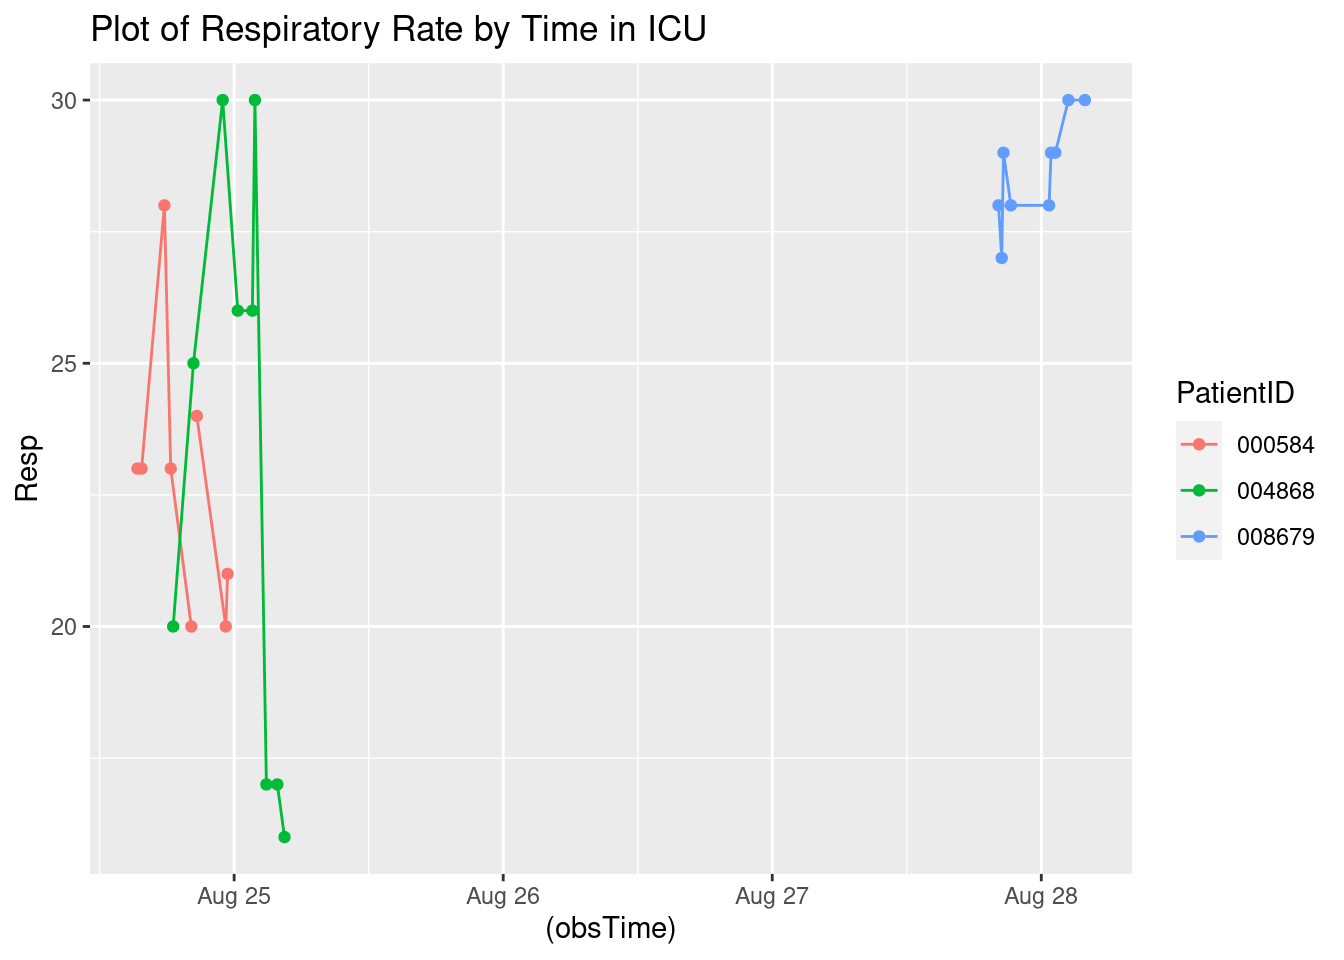 Plot of Respiratory Rate by Time in ICU
30
25
20
Resp
Aug 25
Aug 26
Aug 27
Aug 28
(obsTime)
PatientID
000584
004868
008679